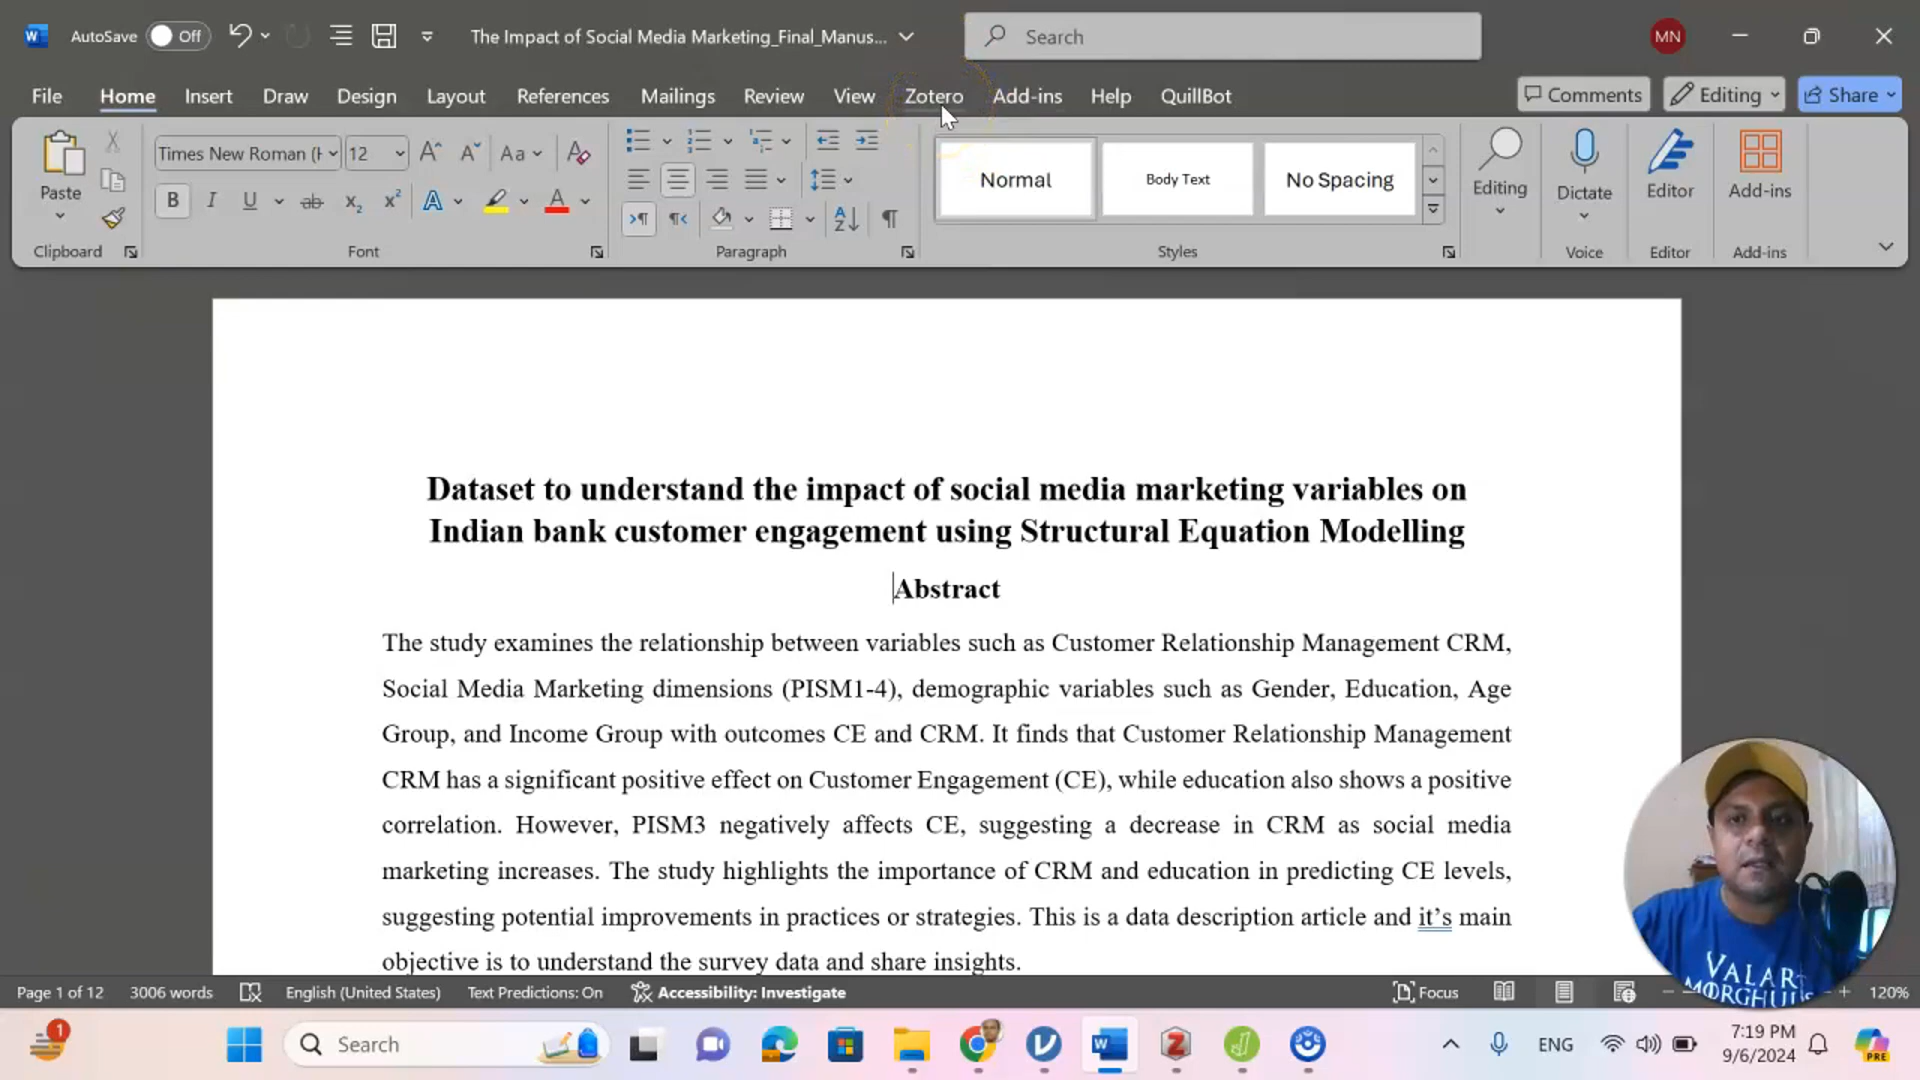 AutoSave Off The Impact of Social Media Marketing_Final_Manus... Search MN
File Home Insert Draw Design Layout References Mailings Review View Zotero Add-ins Help QuillBot Comments Editing Share
Paste Times New Roman (H 12 Aa Normal Body Text No Spacing Editing Dictate Editor Add-ins
B I U ab x₂ x² A A
Clipboard Font Paragraph Styles Voice Editor Add-ins
Dataset to understand the impact of social media marketing variables on
Indian bank customer engagement using Structural Equation Modelling
Abstract
The study examines the relationship between variables such as Customer Relationship Management CRM,
Social Media Marketing dimensions (PISM1-4), demographic variables such as Gender, Education, Age
Group, and Income Group with outcomes CE and CRM. It finds that Customer Relationship Management
CRM has a significant positive effect on Customer Engagement (CE), while education also shows a positive
correlation. However, PISM3 negatively affects CE, suggesting a decrease in CRM as social media
marketing increases. The study highlights the importance of CRM and education in predicting CE levels,
suggesting potential improvements in practices or strategies. This is a data description article and it’s main
objective is to understand the survey data and share insights.
VALAR
MORGHULIS
Page 1 of 12 3006 words English (United States) Text Predictions: On Accessibility: Investigate Focus 120%
1 Search ENG 7:19 PM
9/6/2024 PRE